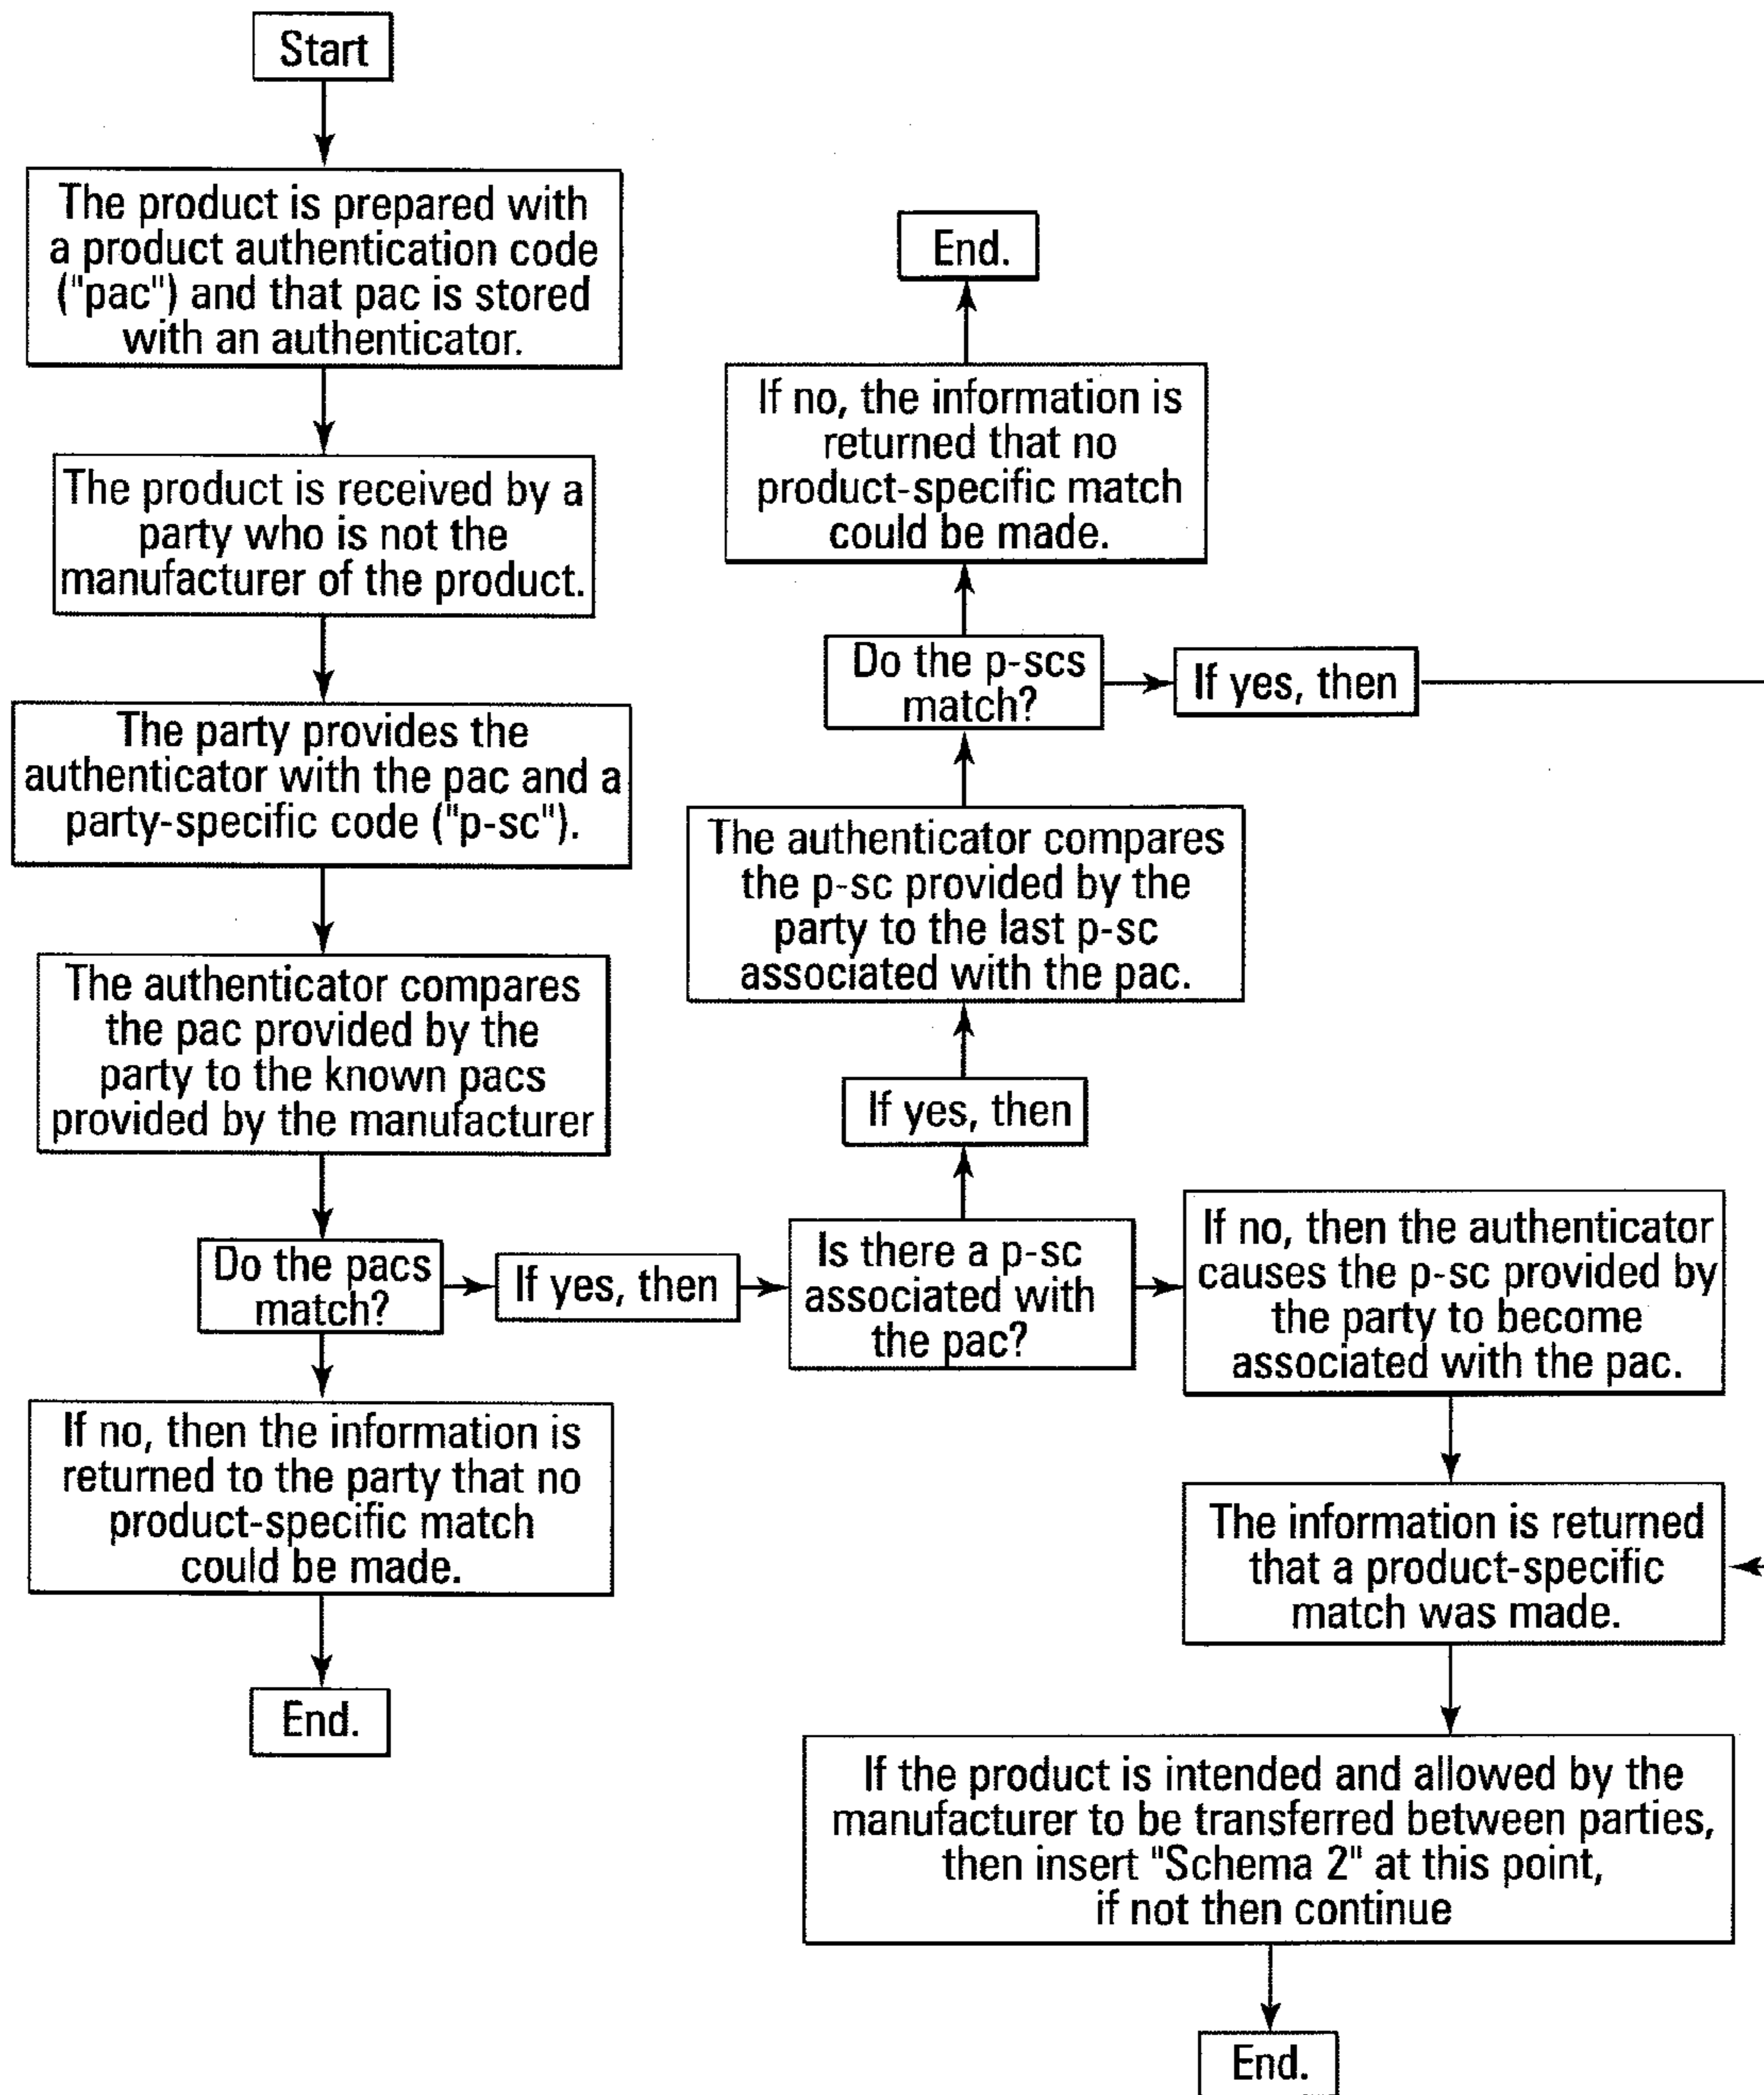 Start
The product is prepared with
a product authentication code
("pac") and that pac is stored
with an authenticator.
The product is received by a
party who is not the
manufacturer of the product.
The party provides the
authenticator with the pac and a
party-specific code ("p-sc").
The authenticator compares
the pac provided by the
party to the known pacs
provided by the manufacturer
Do the pacs
match?
If no, then the information is
returned to the party that no
product-specific match
could be made.
End.
If yes, then
Is there a p-sc
associated with
the pac?
If yes, then
The authenticator compares
the p-sc provided by the
party to the last p-sc
associated with the pac.
Do the p-scs
match?
If no, the information is
returned that no
product-specific match
could be made.
End.
If yes, then
If no, then the authenticator
causes the p-sc provided by
the party to become
associated with the pac.
The information is returned
that a product-specific
match was made.
If the product is intended and allowed by the
manufacturer to be transferred between parties,
then insert "Schema 2" at this point,
if not then continue
End.